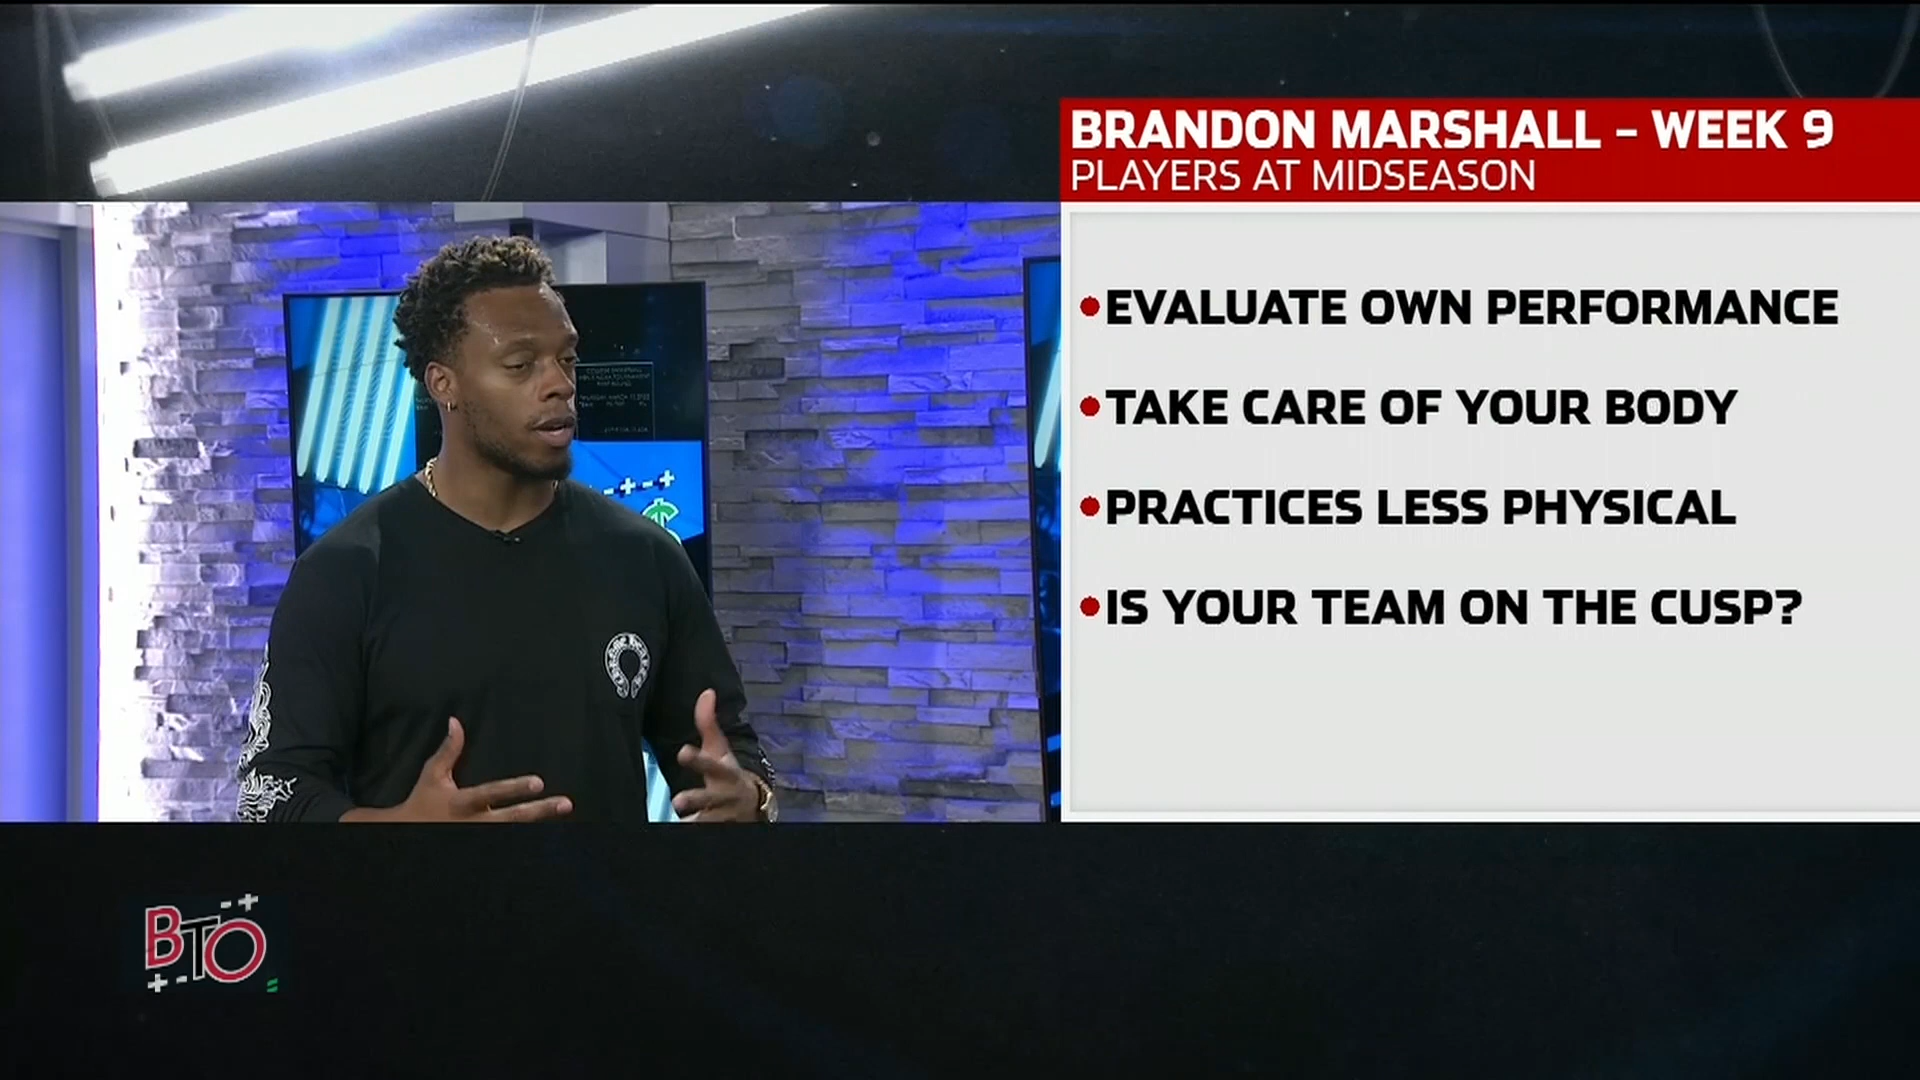 BRANDON MARSHALL – WEEK 9
PLAYERS AT MIDSEASON
•EVALUATE OWN PERFORMANCE
•TAKE CARE OF YOUR BODY
•PRACTICES LESS PHYSICAL
•IS YOUR TEAM ON THE CUSP?
BTO